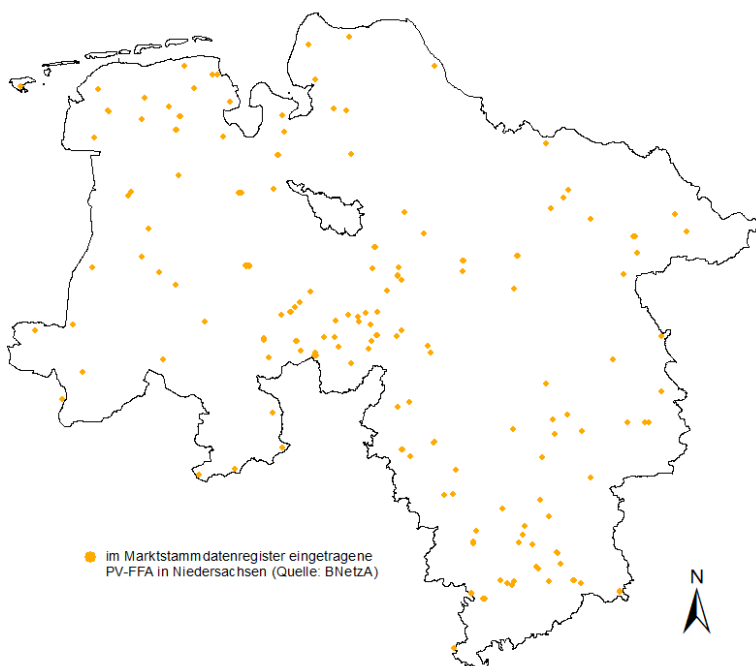 im Marktstammdatenregister eingetragene
PV-FFA in Niedersachsen (Quelle: BNetzA)
N